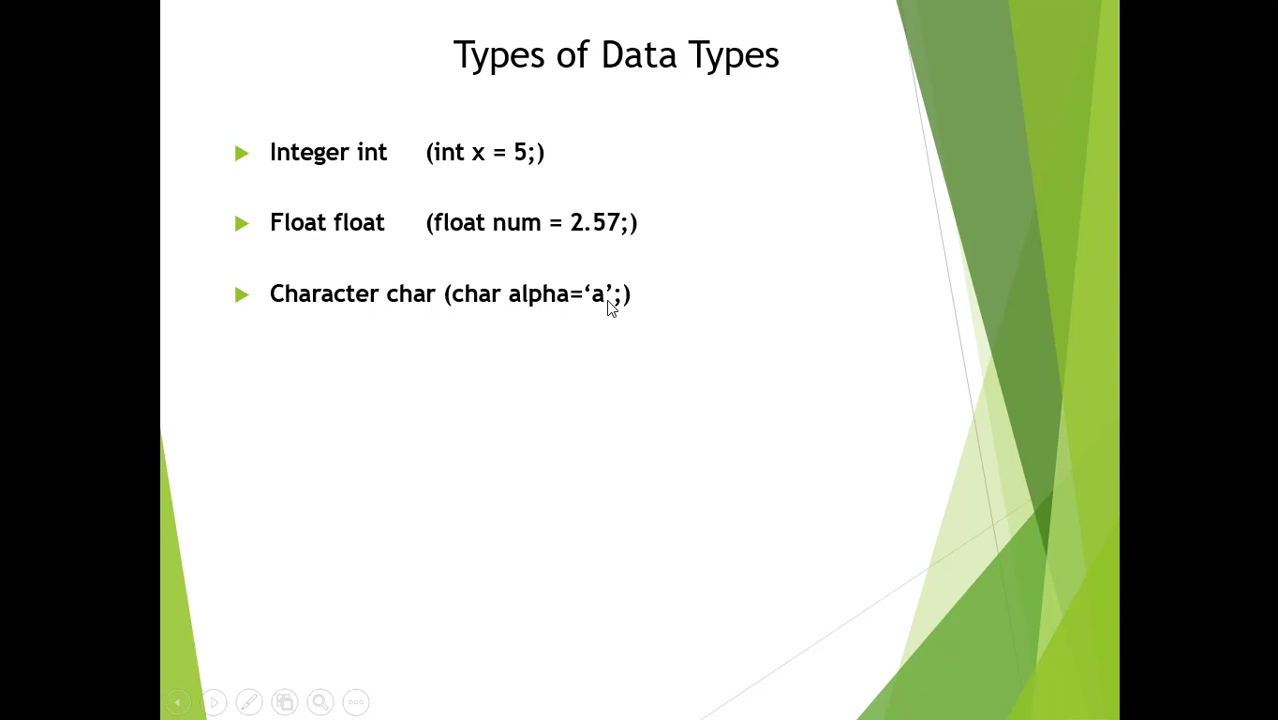 Types of Data Types
Integer int (int x = 5;)
Float float (float num = 2.57;)
Character char (char alpha=‘a’;)